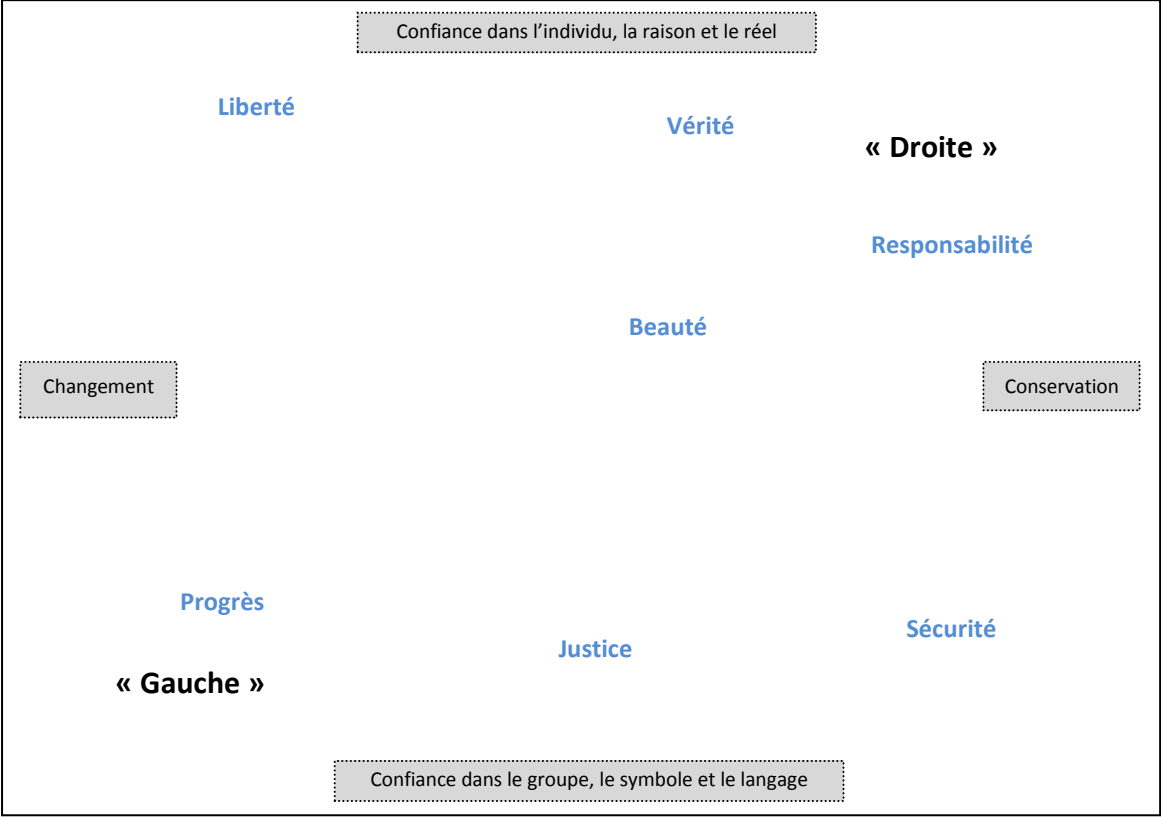 Confiance dans l’individu, la raison et le réel
Liberté
Vérité
« Droite »
Responsabilité
Beauté
Changement
Conservation
Progrès
Sécurité
Justice
« Gauche »
Confiance dans le groupe, le symbole et le langage